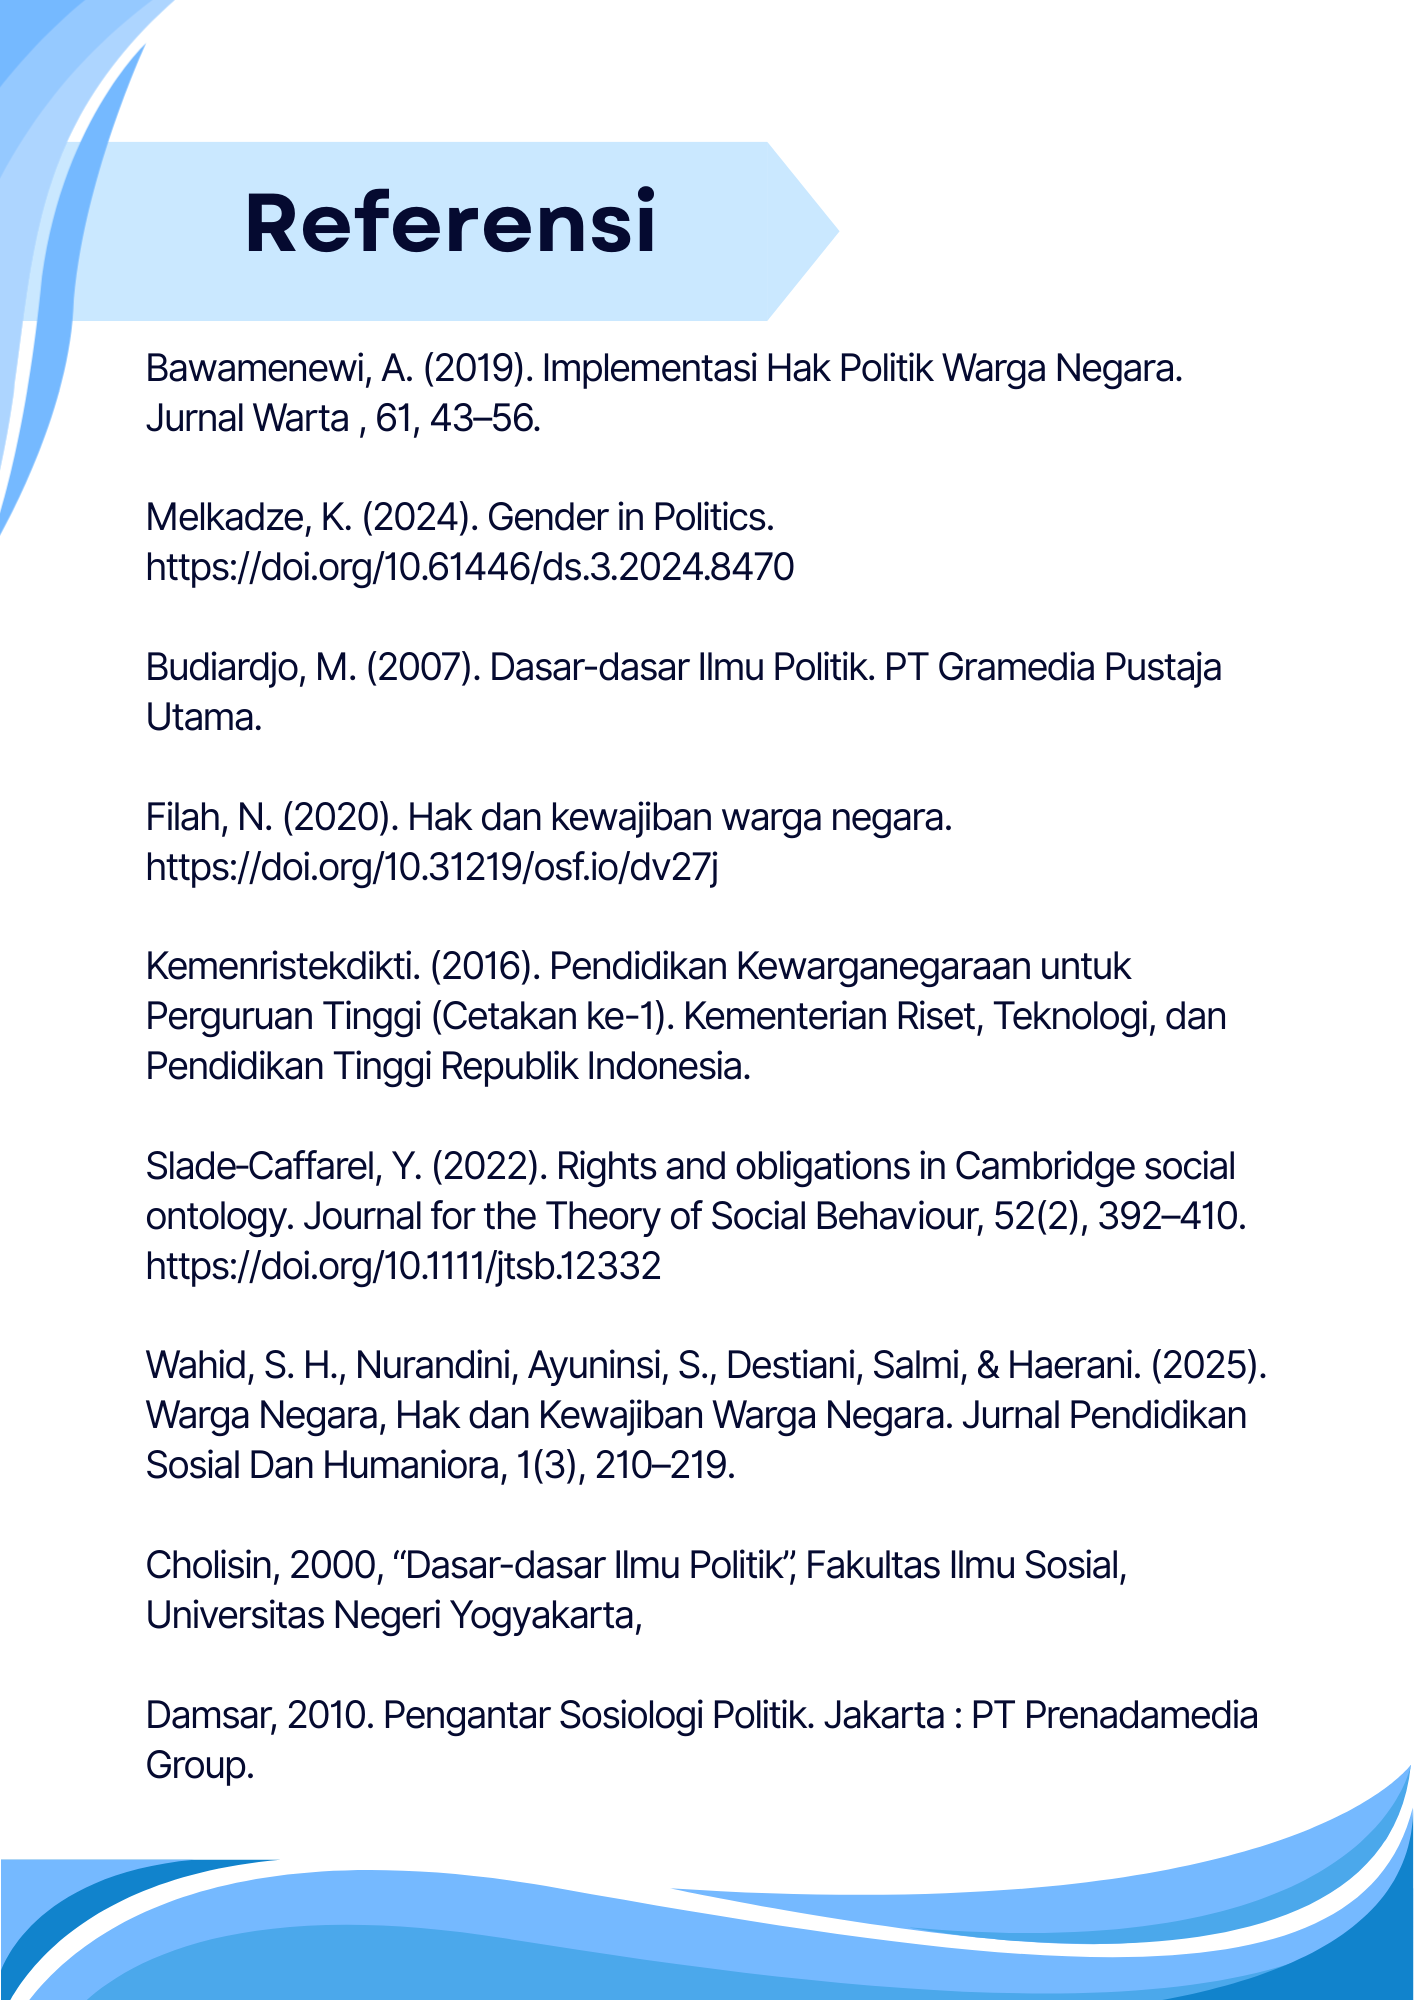 Referensi
Bawamenewi, A. (2019). Implementasi Hak Politik Warga Negara.
Jurnal Warta , 61, 43–56.
Melkadze, K. (2024). Gender in Politics.
https://doi.org/10.61446/ds.3.2024.8470
Budiardjo, M. (2007). Dasar-dasar Ilmu Politik. PT Gramedia Pustaja
Utama.
Filah, N. (2020). Hak dan kewajiban warga negara.
https://doi.org/10.31219/osf.io/dv27j
Kemenristekdikti. (2016). Pendidikan Kewarganegaraan untuk
Perguruan Tinggi (Cetakan ke-1). Kementerian Riset, Teknologi, dan
Pendidikan Tinggi Republik Indonesia.
Slade‐Caffarel, Y. (2022). Rights and obligations in Cambridge social
ontology. Journal for the Theory of Social Behaviour, 52(2), 392–410.
https://doi.org/10.1111/jtsb.12332
Wahid, S. H., Nurandini, Ayuninsi, S., Destiani, Salmi, & Haerani. (2025).
Warga Negara, Hak dan Kewajiban Warga Negara. Jurnal Pendidikan
Sosial Dan Humaniora, 1(3), 210–219.
Cholisin, 2000, “Dasar-dasar Ilmu Politik”, Fakultas Ilmu Sosial,
Universitas Negeri Yogyakarta,
Damsar, 2010. Pengantar Sosiologi Politik. Jakarta : PT Prenadamedia
Group.